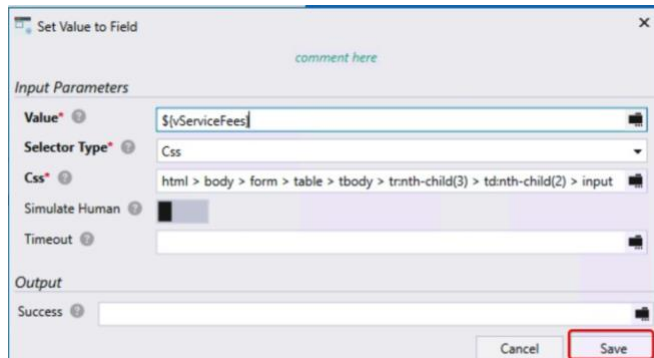 Set Value to Field
comment here
Input Parameters
Value*
${vServiceFees}
Selector Type*
Css
Css*
html > body > form > table > tbody > tr:nth-child(3) > td:nth-child(2) > input
Simulate Human
Timeout
Output
Success
Cancel Save